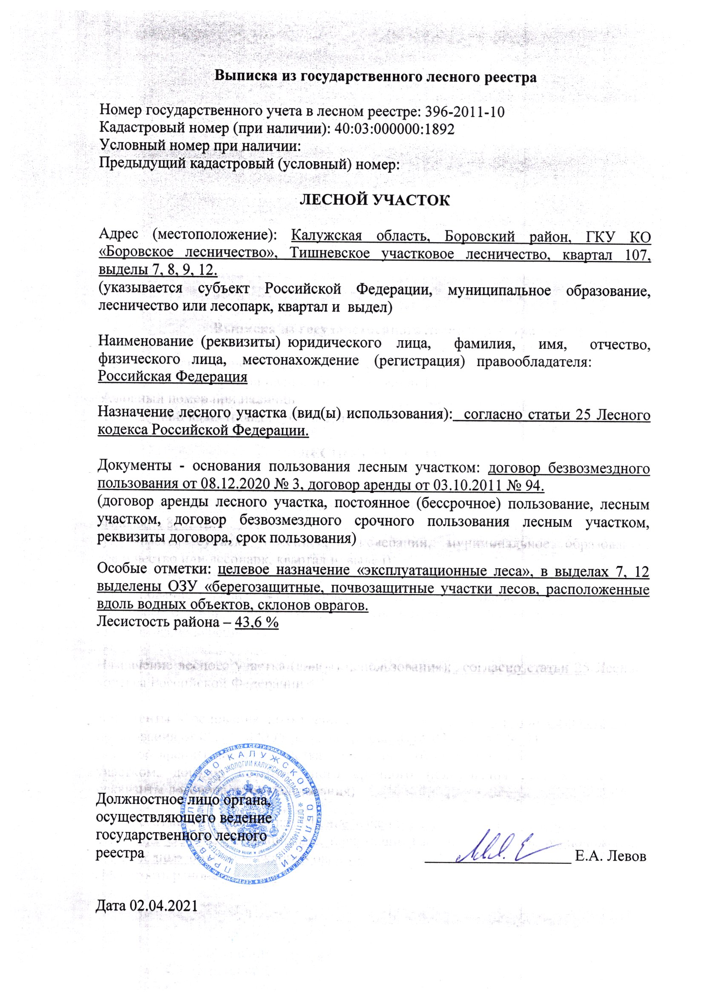 Выписка из государственного лесного реестра
Номер государственного учета в лесном реестре: 396-2011-10
Кадастровый номер (при наличии): 40:03:000000:1892
Условный номер при наличии:
Предыдущий кадастровый (условный) номер:
ЛЕСНОЙ УЧАСТОК
Адрес (местоположение): Калужская область, Боровский район, ГКУ КО
«Боровское лесничество», Тишневское участковое лесничество, квартал 107,
выделы 7, 8, 9, 12.
(указывается субъект Российской Федерации, муниципальное образование,
лесничество или лесопарк, квартал и выдел)
Наименование (реквизиты) юридического лица, фамилия, имя, отчество,
физического лица, местонахождение (регистрация) правообладателя:
Российская Федерация
Назначение лесного участка (вид(ы) использования): согласно статьи 25 Лесного
кодекса Российской Федерации.
Документы - основания пользования лесным участком: договор безвозмездного
пользования от 08.12.2020 № 3, договор аренды от 03.10.2011 № 94.
(договор аренды лесного участка, постоянное (бессрочное) пользование, лесным
участком, договор безвозмездного срочного пользования лесным участком,
реквизиты договора, срок пользования)
Особые отметки: целевое назначение «эксплуатационные леса», в выделах 7, 12
выделены ОЗУ «берегозащитные, почвозащитные участки лесов, расположенные
вдоль водных объектов, склонов оврагов.
Лесистость района – 43,6 %
ПРАВИТЕЛЬСТВО КАЛУЖСКОЙ ОБЛАСТИ
МИНИСТЕРСТВО ПРИРОДНЫХ РЕСУРСОВ И ЭКОЛОГИИ КАЛУЖСКОЙ ОБЛАСТИ * ОГРН 1114029001195 *
ИНН 4029045065 * ОКПО 90208997
Должностное лицо органа,
осуществляющего ведение
государственного лесного
реестра
Е.А. Левов
Дата 02.04.2021